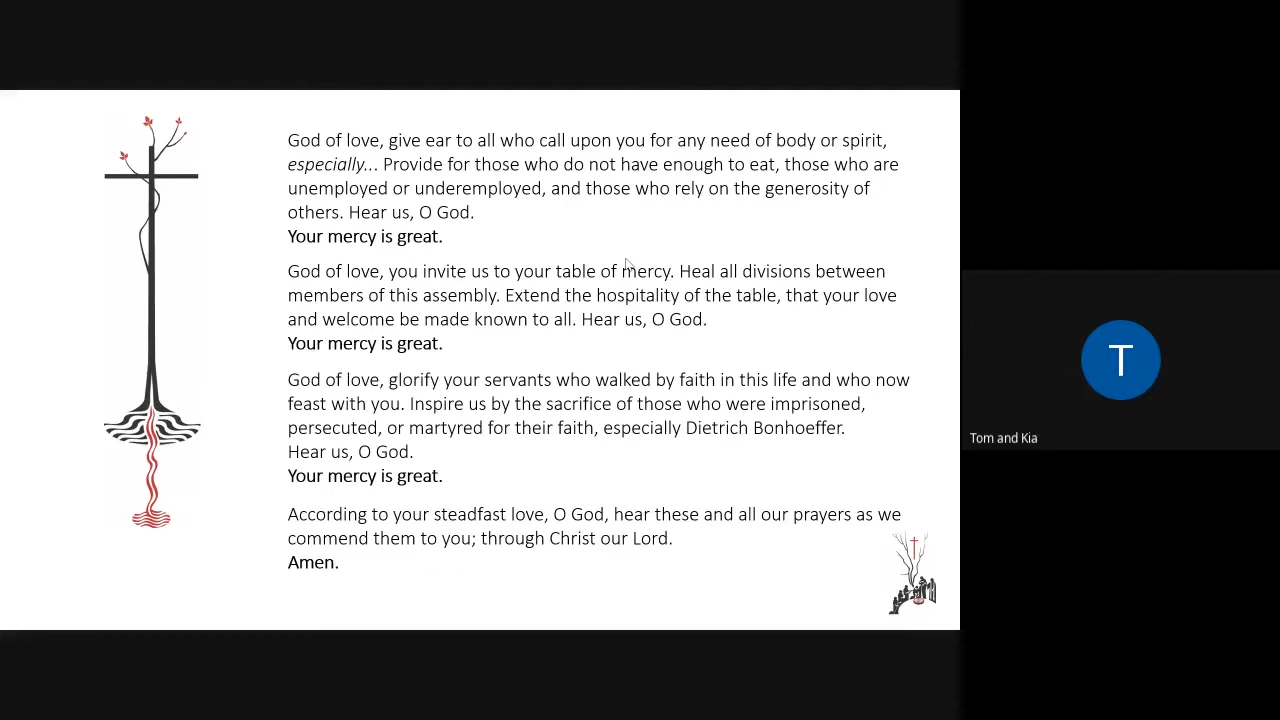 God of love, give ear to all who call upon you for any need of body or spirit,
especially... Provide for those who do not have enough to eat, those who are
unemployed or underemployed, and those who rely on the generosity of
others. Hear us, O God.
Your mercy is great.
God of love, you invite us to your table of mercy. Heal all divisions between
members of this assembly. Extend the hospitality of the table, that your love
and welcome be made known to all. Hear us, O God.
Your mercy is great.
God of love, glorify your servants who walked by faith in this life and who now
feast with you. Inspire us by the sacrifice of those who were imprisoned,
persecuted, or martyred for their faith, especially Dietrich Bonhoeffer.
Hear us, O God.
Your mercy is great.
According to your steadfast love, O God, hear these and all our prayers as we
commend them to you; through Christ our Lord.
Amen.
T
Tom and Kia